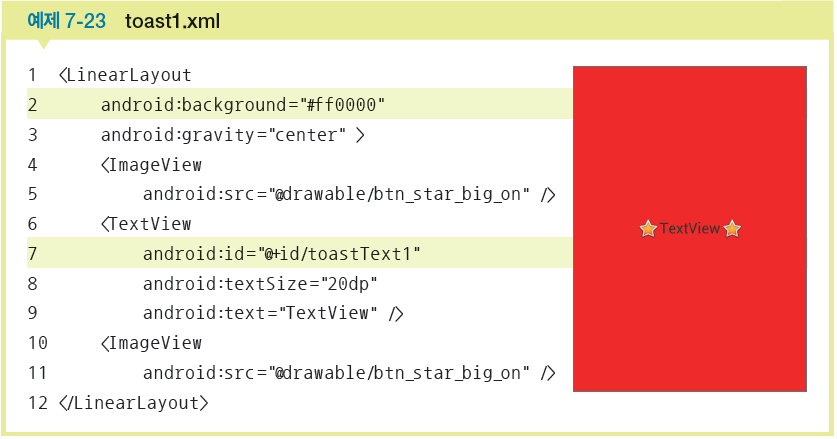 예제 7-23 toast1.xml
1 <LinearLayout
2 android:background="#ff0000"
3 android:gravity="center" >
4 <ImageView
5 android:src="@drawable/btn_star_big_on" />
6 <TextView
7 android:id="@+id/toastText1"
8 android:textSize="20dp"
9 android:text="TextView" />
10 <ImageView
11 android:src="@drawable/btn_star_big_on" />
12 </LinearLayout>
TextView